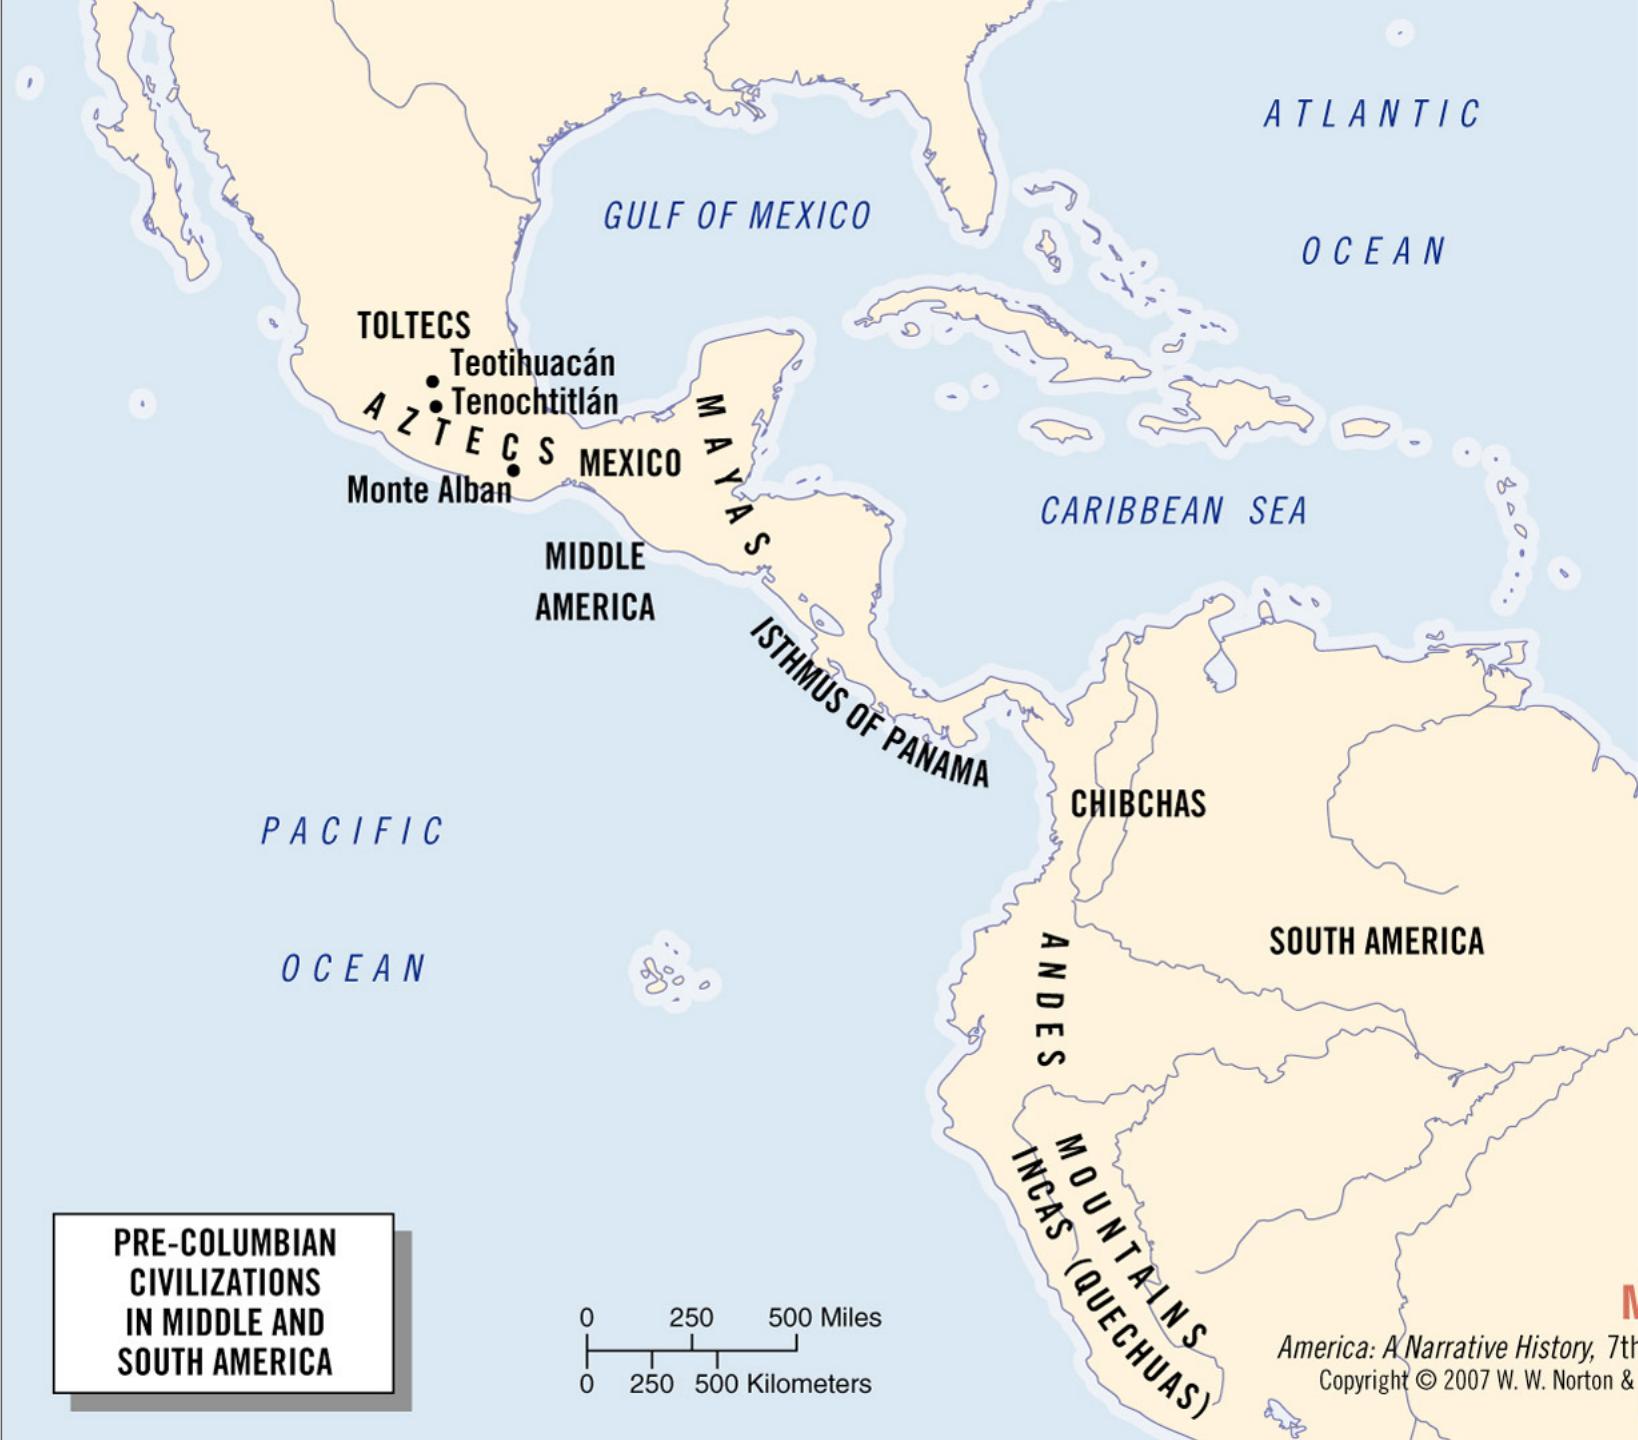 ATLANTIC
OCEAN
GULF OF MEXICO
TOLTECS
Teotihuacán
Tenochtitlán
AZTECS
MAYAS
MEXICO
Monte Alban
CARIBBEAN SEA
MIDDLE
AMERICA
ISTHMUS OF PANAMA
CHIBCHAS
PACIFIC
OCEAN
SOUTH AMERICA
ANDES
MOUNTAINS
INCAS (QUECHUAS)
PRE-COLUMBIAN
CIVILIZATIONS
IN MIDDLE AND
SOUTH AMERICA
0 250 500 Miles
0 250 500 Kilometers
America: A Narrative History, 7th
Copyright © 2007 W. W. Norton &